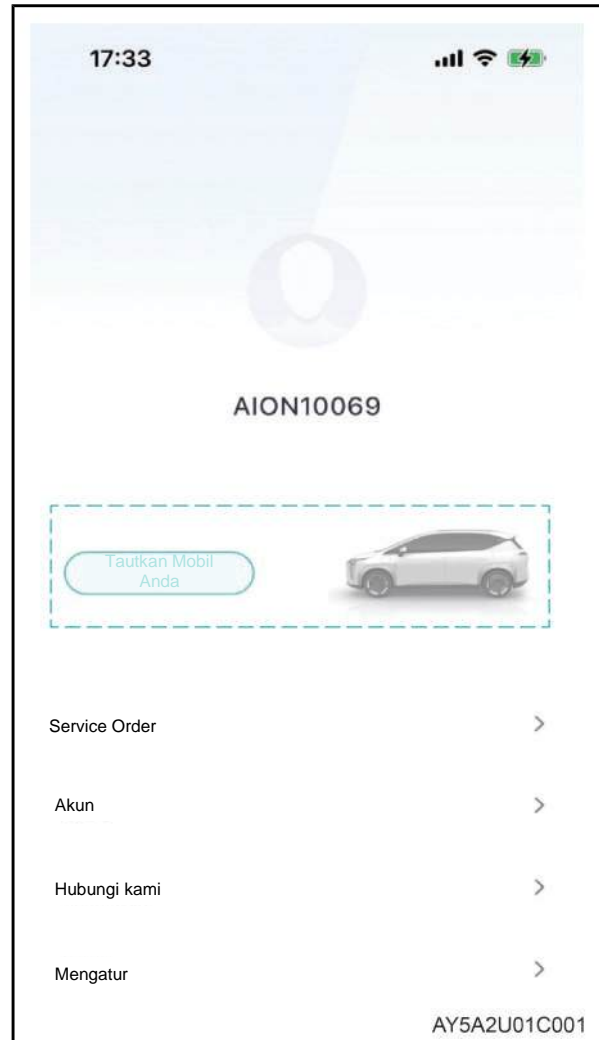 17:33
AION10069
Tautkan Mobil
Anda
Service Order
Akun
Hubungi kami
Mengatur
AY5A2U01C001